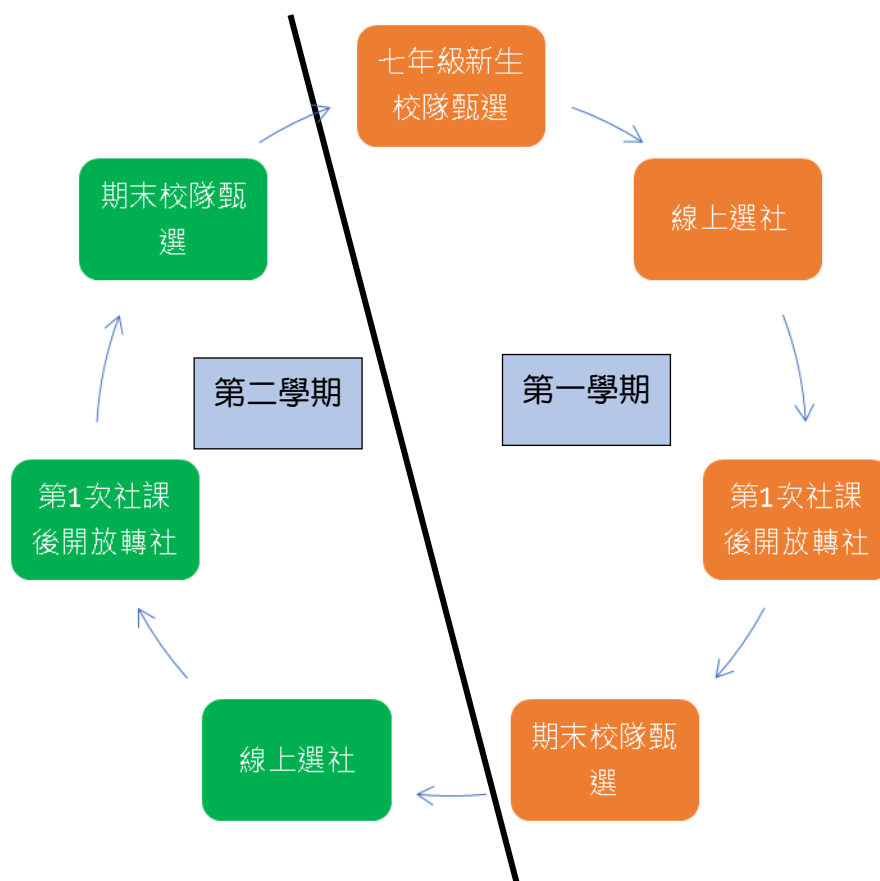 七年級新生
校隊甄選
線上選社
第1次社課
後開放轉社
期末校隊甄
選
線上選社
第1次社課
後開放轉社
期末校隊甄
選
第二學期
第一學期